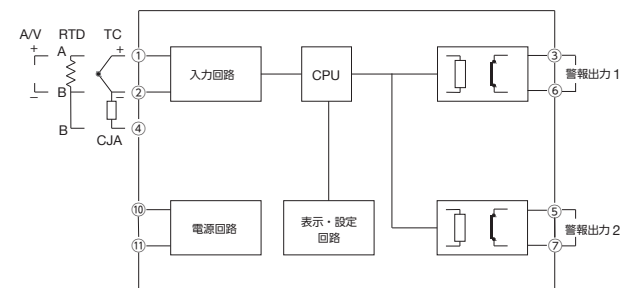 A/V RTD TC
+ A + ① 入力回路 CPU ③ 警報出力 1
− B − ② ⑥
B ④
CJA
⑩ 電源回路 表示・設定 ⑤ 警報出力 2
回路
⑪ ⑦